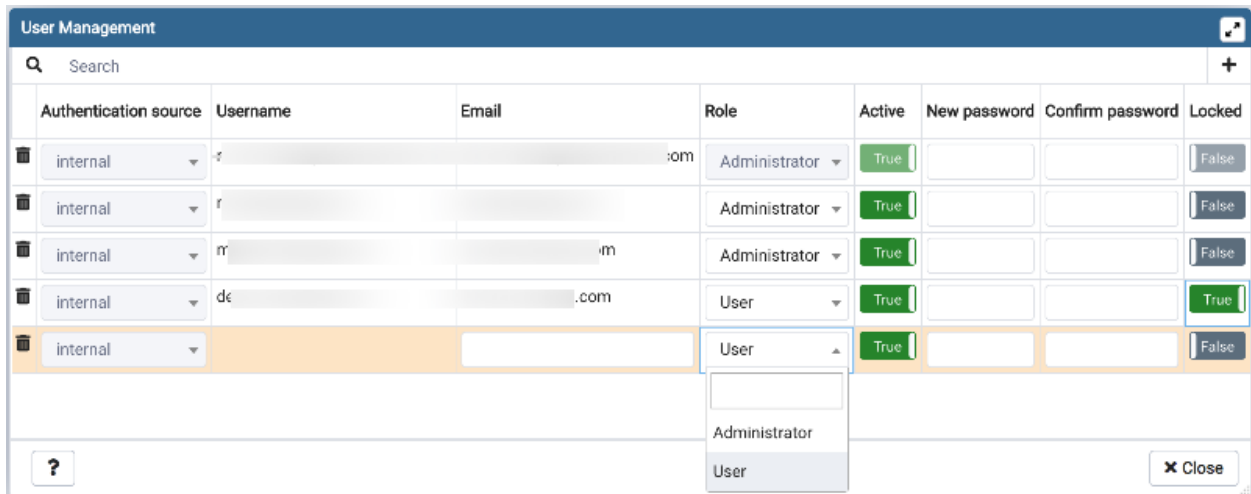 User Management
Search
Authentication source Username Email Role Active New password Confirm password Locked
internal com Administrator True False
internal Administrator True False
internal Administrator True False
internal .com User True True
internal User True False
Administrator
User
? Close